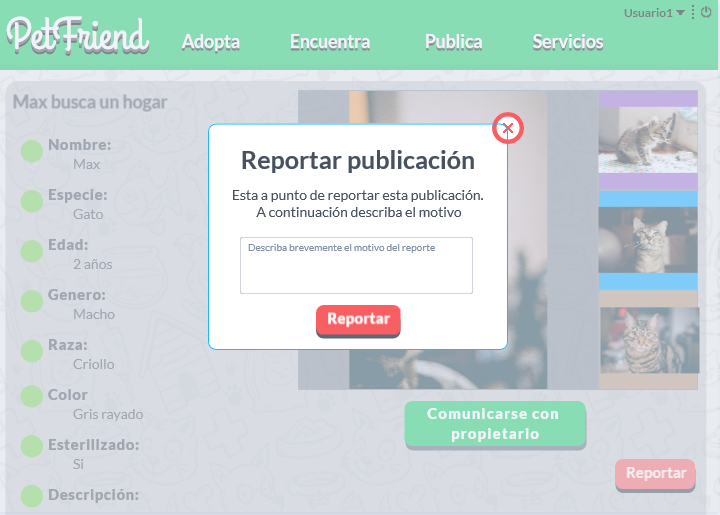 Usuario1
PetFriend
Adopta
Encuentra
Publica
Servicios
Max busca un hogar
Nombre:
Max
Especie:
Gato
Edad:
2 años
Genero:
Macho
Raza:
Criollo
Color
Gris rayado
Esterilizado:
Si
Descripción:
Reportar publicación
Esta a punto de reportar esta publicación.
A continuación describa el motivo
Describa brevemente el motivo del reporte
Reportar
Comunicarse con
propietario
Reportar